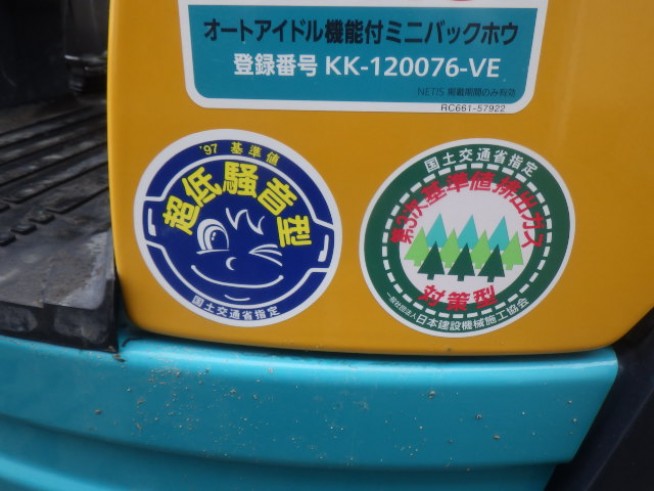 オートアイドル機能付ミニバックホウ
登録番号 KK-120076-VE
NETIS 掲載期間のみ有効
RC661-57922
'97 基準値
超低騒音型
国土交通省指定
国土交通省指定
第3次基準値排出ガス
対策型
一般社団法人日本建設機械施工協会